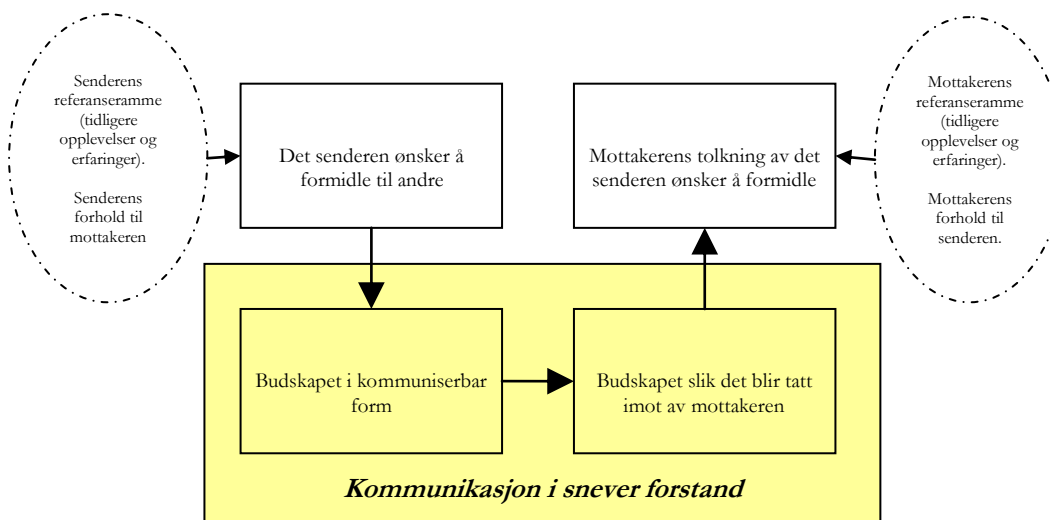 Senderens
referanseramme
(tidligere
opplevelser og
erfaringer).
Senderens
forhold til
mottakeren
Det senderen ønsker å
formidle til andre
Mottakerens tolkning av det
senderen ønsker å formidle
Mottakerens
referanseramme
(tidligere
opplevelser og
erfaringer).
Mottakerens
forhold til
senderen.
Budskapet i kommuniserbar
form
Budskapet slik det blir tatt
imot av mottakeren
Kommunikasjon i snever forstand